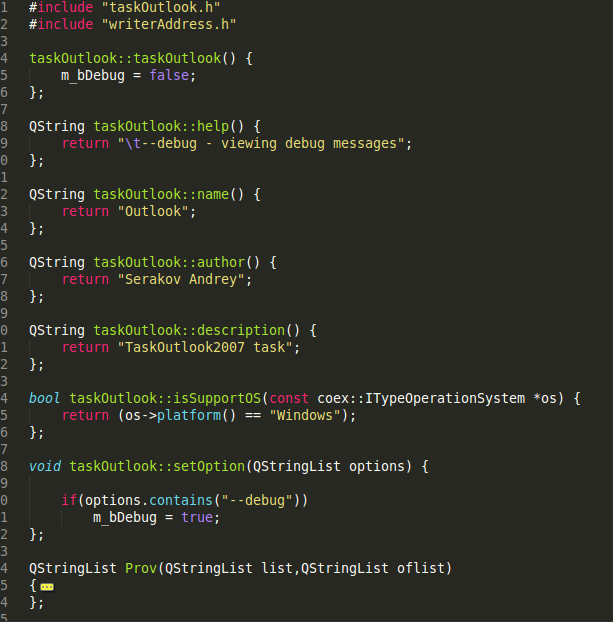 1 #include "taskOutlook.h"
2 #include "writerAddress.h"
3
4 taskOutlook::taskOutlook() {
5     m_bDebug = false;
6 };
7
8 QString taskOutlook::help() {
9     return "\t--debug - viewing debug messages";
0 };
1
2 QString taskOutlook::name() {
3     return "Outlook";
4 };
5
6 QString taskOutlook::author() {
7     return "Serakov Andrey";
8 };
9
0 QString taskOutlook::description() {
1     return "TaskOutlook2007 task";
2 };
3
4 bool taskOutlook::isSupportOS(const coex::ITypeOperationSystem *os) {
5     return (os->platform() == "Windows");
6 };
7
8 void taskOutlook::setOption(QStringList options) {
9
0     if(options.contains("--debug"))
1         m_bDebug = true;
2 };
3
4 QStringList Prov(QStringList list,QStringList oflist)
5 {
4 };
5